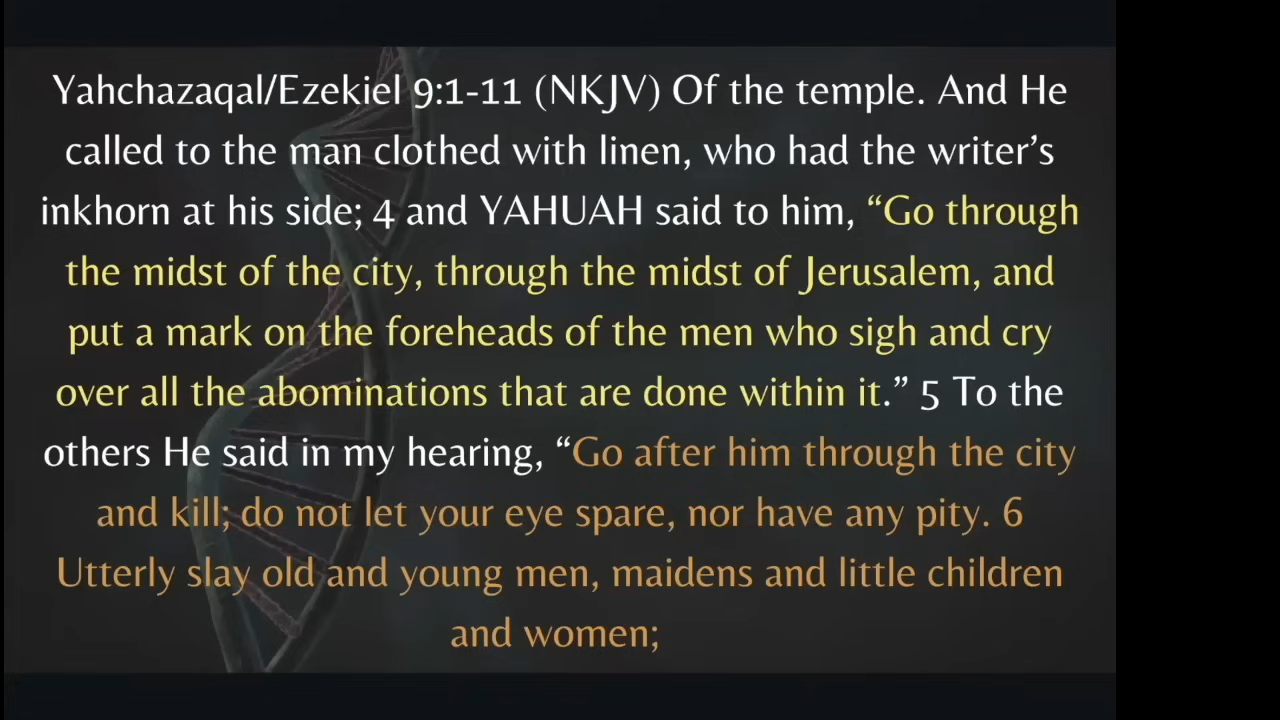 Yahchazaqal/Ezekiel 9:1-11 (NKJV) Of the temple. And He
called to the man clothed with linen, who had the writer’s
inkhorn at his side; 4 and YAHUAH said to him, “Go through
the midst of the city, through the midst of Jerusalem, and
put a mark on the foreheads of the men who sigh and cry
over all the abominations that are done within it.” 5 To the
others He said in my hearing, “Go after him through the city
and kill; do not let your eye spare, nor have any pity. 6
Utterly slay old and young men, maidens and little children
and women;